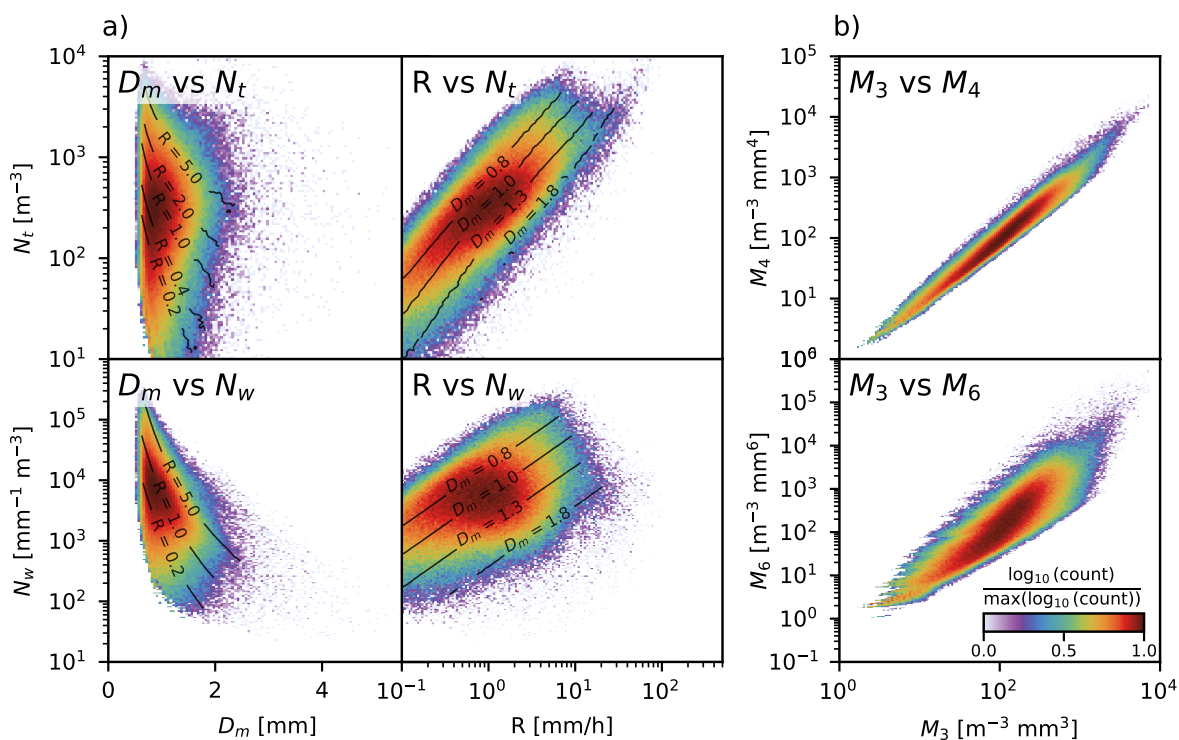 a)
b)
D_m vs N_t
R vs N_t
M_3 vs M_4
10^4
10^3
10^2
10^1
N_t [m^−3]
R = 5.0
R = 2.0
R = 1.0
R = 0.4
R = 0.2
D_m = 0.8
D_m = 1.0
D_m = 1.3
D_m = 1.8
10^5
10^4
10^3
10^2
10^1
10^0
M_4 [m^−3 mm^4]
D_m vs N_w
R vs N_w
M_3 vs M_6
10^5
10^4
10^3
10^2
10^1
N_w [mm^−1 m^−3]
R = 5.0
R = 1.0
R = 0.2
D_m = 0.8
D_m = 1.0
D_m = 1.3
D_m = 1.8
10^5
10^4
10^3
10^2
10^1
10^0
10^−1
M_6 [m^−3 mm^6]
log_10 (count)
max(log_10 (count))
0.0 0.5 1.0
0 2 4
10^−1 10^0 10^1 10^2
10^0 10^2 10^4
D_m [mm]
R [mm/h]
M_3 [m^−3 mm^3]